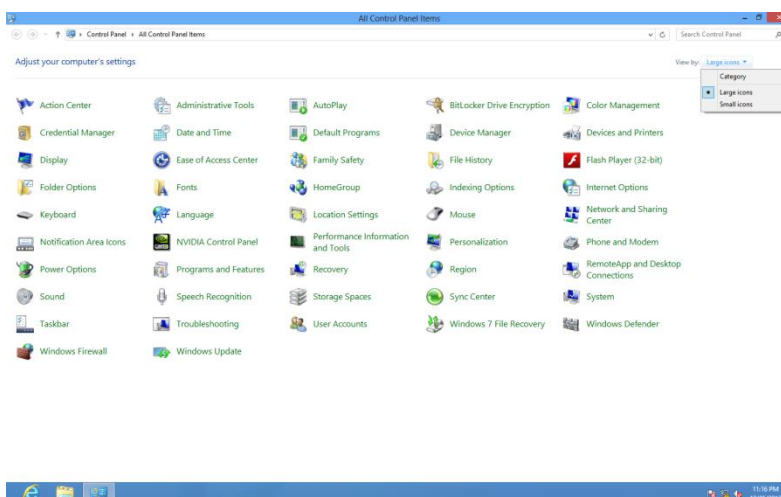 All Control Panel Items
Control Panel
All Control Panel Items
Search Control Panel
Adjust your computer's settings
View by: Large icons
Category
Large icons
Small icons
Action Center
Administrative Tools
AutoPlay
BitLocker Drive Encryption
Color Management
Credential Manager
Date and Time
Default Programs
Device Manager
Devices and Printers
Display
Ease of Access Center
Family Safety
File History
Flash Player (32-bit)
Folder Options
Fonts
HomeGroup
Indexing Options
Internet Options
Keyboard
Language
Location Settings
Mouse
Network and Sharing
Center
Notification Area Icons
NVIDIA Control Panel
Performance Information
and Tools
Personalization
Phone and Modem
Power Options
Programs and Features
Recovery
Region
RemoteApp and Desktop
Connections
Sound
Speech Recognition
Storage Spaces
Sync Center
System
Taskbar
Troubleshooting
User Accounts
Windows 7 File Recovery
Windows Defender
Windows Firewall
Windows Update
11:16 PM